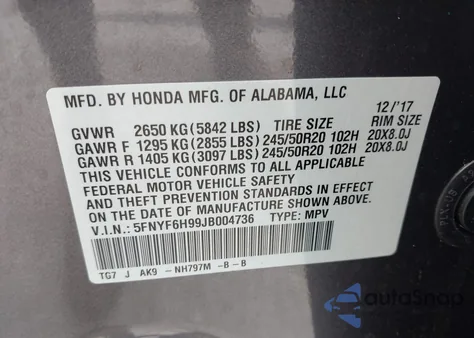 MFD. BY HONDA MFG. OF ALABAMA, LLC
12/'17
GVWR 2650 KG (5842 LBS) TIRE SIZE RIM SIZE
GAWR F 1295 KG (2855 LBS) 245/50R20 102H 20X8.0J
GAWR R 1405 KG (3097 LBS) 245/50R20 102H 20X8.0J
THIS VEHICLE CONFORMS TO ALL APPLICABLE
FEDERAL MOTOR VEHICLE SAFETY
AND THEFT PREVENTION STANDARDS IN EFFECT
ON THE DATE OF MANUFACTURE SHOWN ABOVE.
V.I.N.: 5FNYF6H99JB004736 TYPE: MPV
TG7 J AK9 -NH797M -B -B
autoSnap